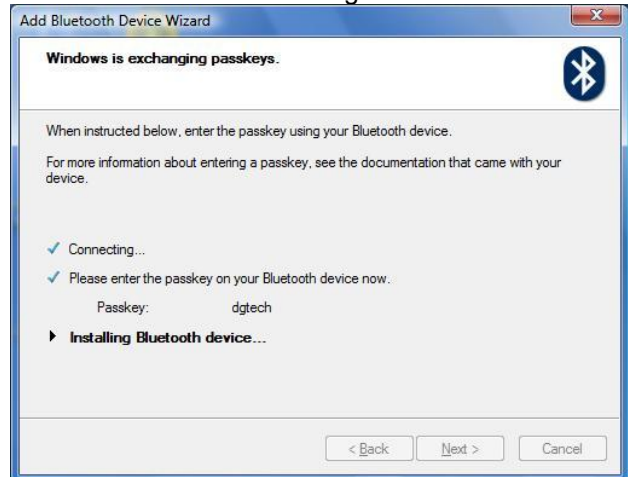 Add Bluetooth Device Wizard
Windows is exchanging passkeys.
When instructed below, enter the passkey using your Bluetooth device.
For more information about entering a passkey, see the documentation that came with your
device.
Connecting...
Please enter the passkey on your Bluetooth device now.
Passkey: dgtech
Installing Bluetooth device...
< Back Next > Cancel